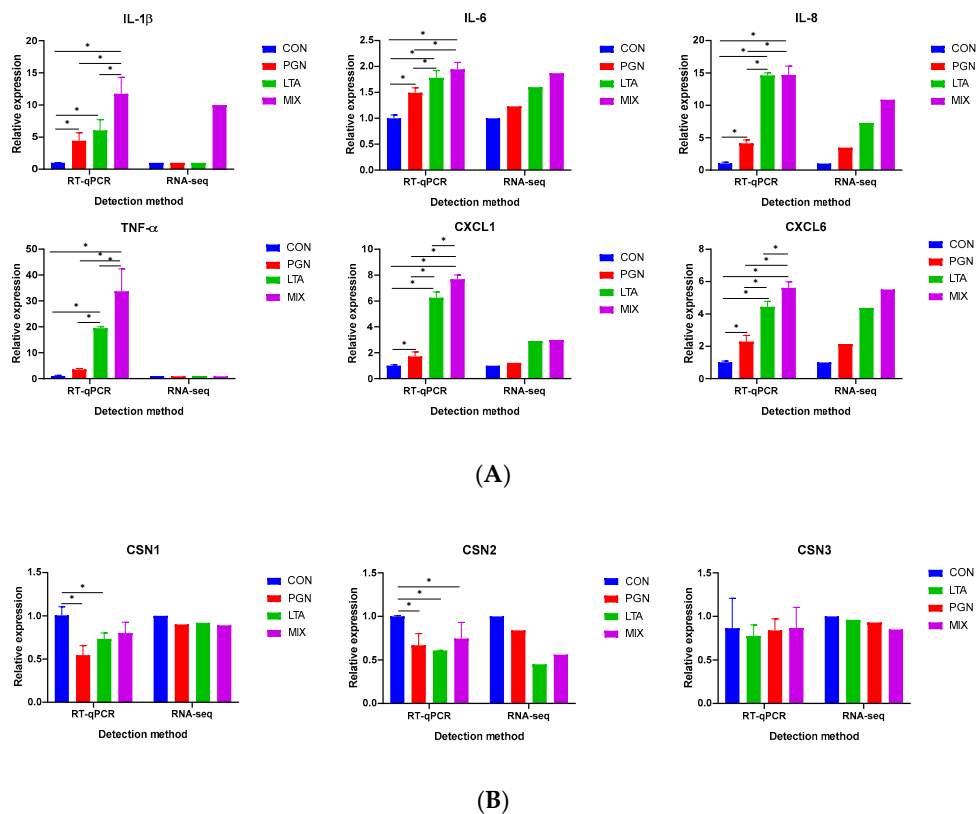 IL-1β
Relative expression
20
15
10
5
0
RT-qPCR RNA-seq
Detection method
* * * * * *
CON
PGN
LTA
MIX
IL-6
Relative expression
2.5
2.0
1.5
1.0
0.5
0.0
RT-qPCR RNA-seq
Detection method
* * * * * *
CON
PGN
LTA
MIX
IL-8
Relative expression
20
15
10
5
0
RT-qPCR RNA-seq
Detection method
* * * * * *
CON
PGN
LTA
MIX
TNF-α
Relative expression
50
40
30
20
10
0
RT-qPCR RNA-seq
Detection method
* * * * *
CON
PGN
LTA
MIX
CXCL1
Relative expression
10
8
6
4
2
0
RT-qPCR RNA-seq
Detection method
* * * * * *
CON
PGN
LTA
MIX
CXCL6
Relative expression
8
6
4
2
0
RT-qPCR RNA-seq
Detection method
* * * * * *
CON
PGN
LTA
MIX
(A)
CSN1
Relative expression
1.5
1.0
0.5
0.0
RT-qPCR RNA-seq
Detection method
* *
CON
PGN
LTA
MIX
CSN2
Relative expression
1.5
1.0
0.5
0.0
RT-qPCR RNA-seq
Detection method
* * *
CON
PGN
LTA
MIX
CSN3
Relative expression
1.5
1.0
0.5
0.0
RT-qPCR RNA-seq
Detection method
CON
LTA
PGN
MIX
(B)